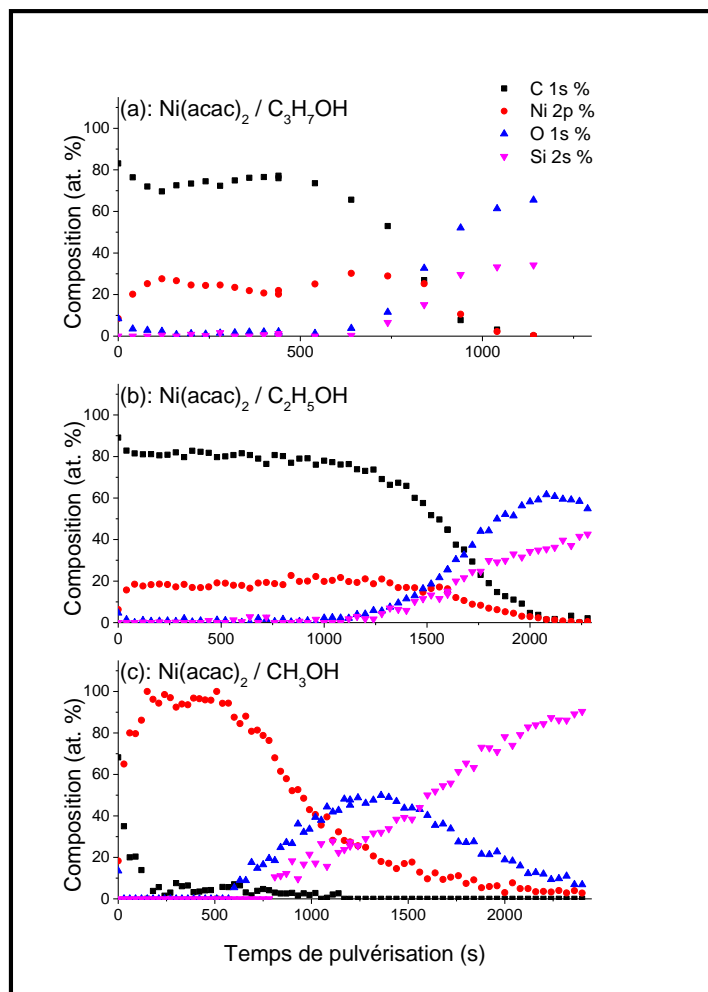 C 1s %
Ni 2p %
O 1s %
Si 2s %
(a): Ni(acac)₂ / C₃H₇OH
100
80
60
40
20
0
0
500
1000
Composition (at. %)
(b): Ni(acac)₂ / C₂H₅OH
100
80
60
40
20
0
0
500
1000
1500
2000
Composition (at. %)
(c): Ni(acac)₂ / CH₃OH
100
80
60
40
20
0
0
500
1000
1500
2000
Composition (at. %)
Temps de pulvérisation (s)